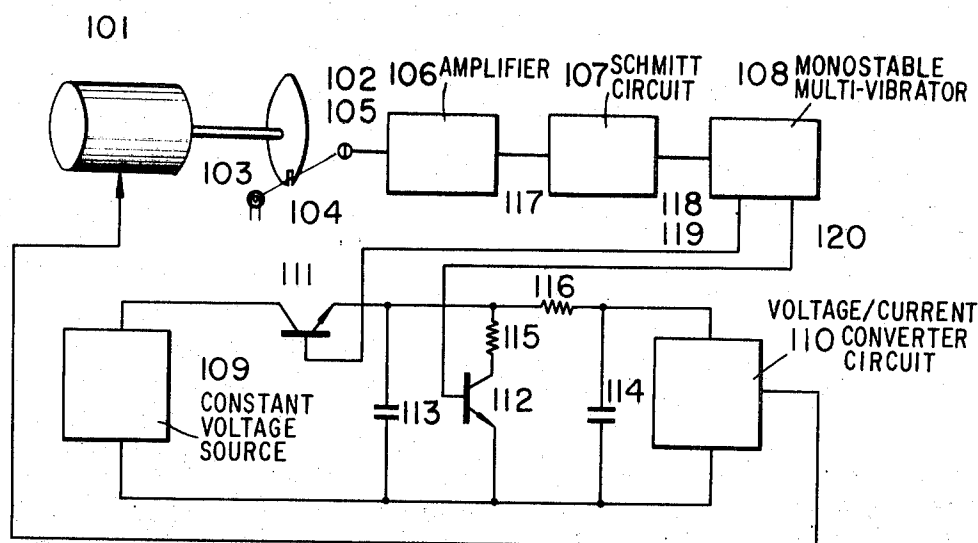 101
102
105
106 AMPLIFIER
107 SCHMITT
CIRCUIT
108 MONOSTABLE
MULTI-VIBRATOR
103
104
117
118
119
120
111
116
115
109
CONSTANT
VOLTAGE
SOURCE
113
112
114
VOLTAGE/CURRENT
110 CONVERTER
CIRCUIT